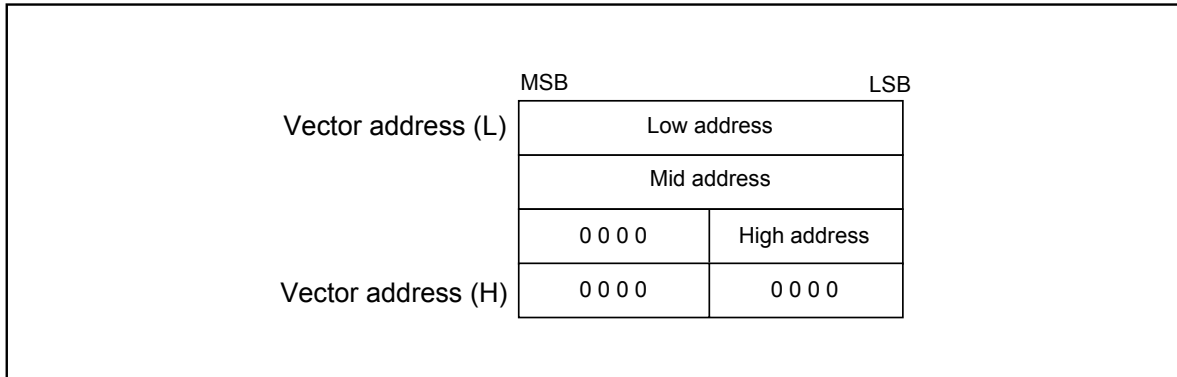 MSB LSB
Vector address (L) Low address
Mid address
0 0 0 0 High address
Vector address (H) 0 0 0 0 0 0 0 0